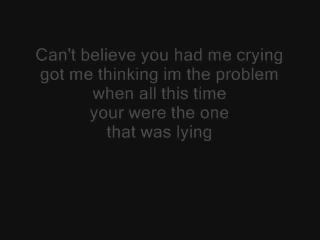 Can't believe you had me crying
got me thinking im the problem
when all this time
your were the one
that was lying